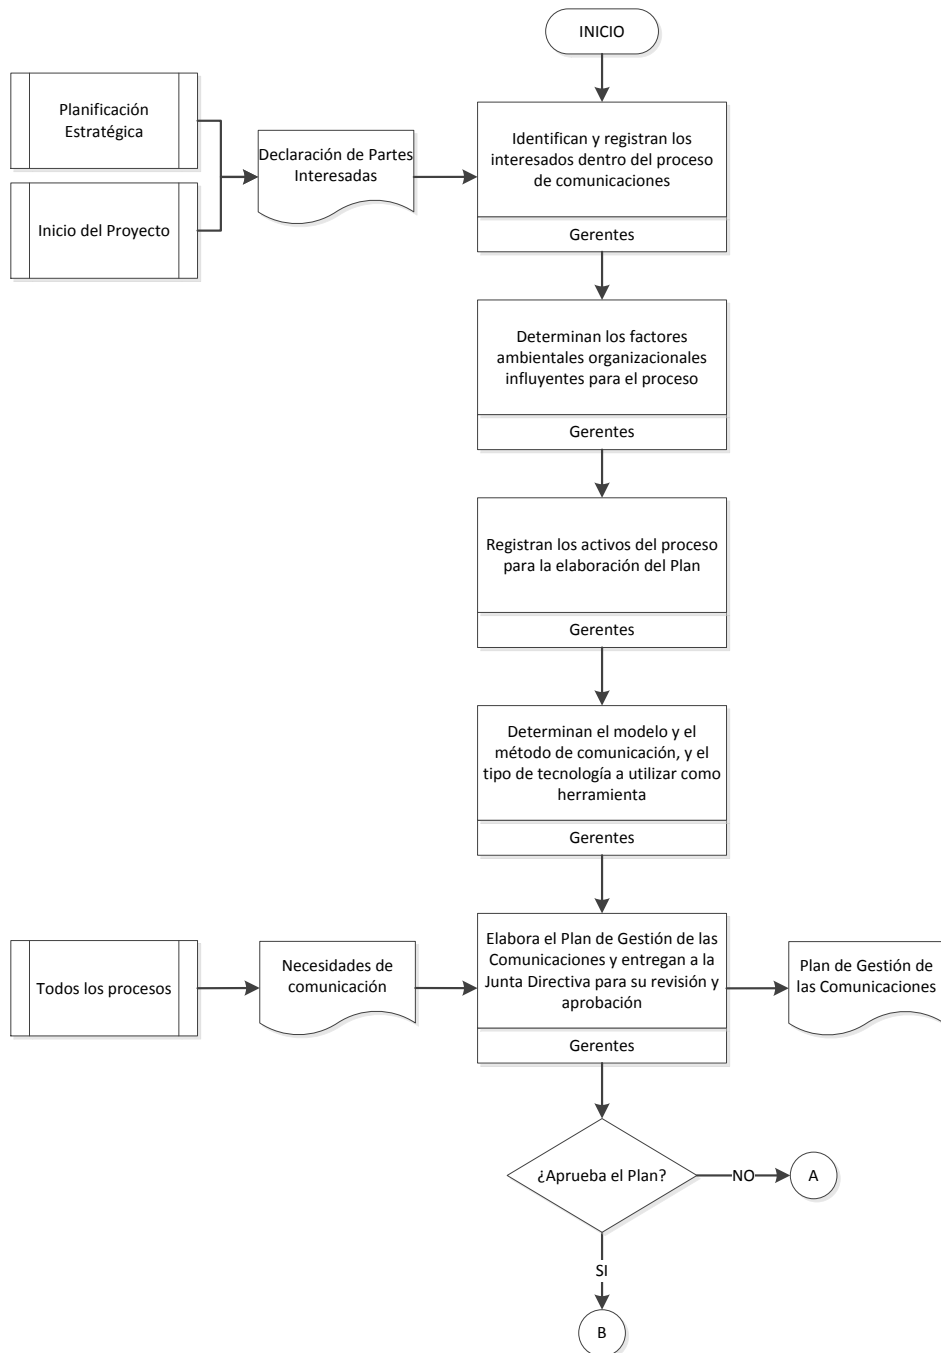 INICIO
Planificación
Estratégica
Inicio del Proyecto
Declaración de Partes
Interesadas
Identifican y registran los
interesados dentro del proceso
de comunicaciones
Gerentes
Determinan los factores
ambientales organizacionales
influyentes para el proceso
Gerentes
Registran los activos del proceso
para la elaboración del Plan
Gerentes
Determinan el modelo y el
método de comunicación, y el
tipo de tecnología a utilizar como
herramienta
Gerentes
Todos los procesos
Necesidades de
comunicación
Elabora el Plan de Gestión de las
Comunicaciones y entregan a la
Junta Directiva para su revisión y
aprobación
Gerentes
Plan de Gestión de
las Comunicaciones
¿Aprueba el Plan?
NO
A
SI
B